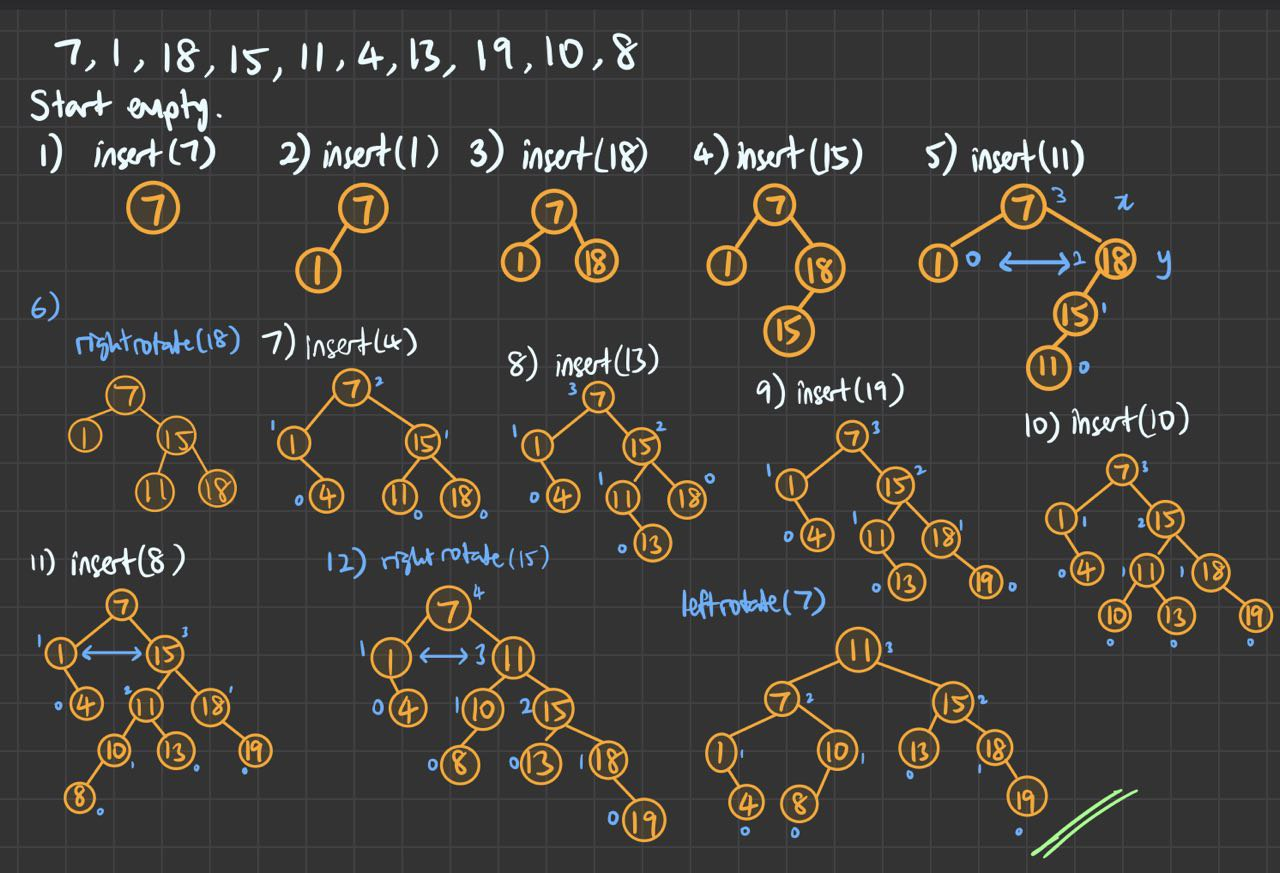 7, 1, 18, 15, 11, 4, 13, 19, 10, 8
Start empty.
1) insert(7)
7
2) insert(1)
7
1
3) insert(18)
7
1 18
4) insert(15)
7
1 18
15
5) insert(11)
7 3 x
1 0 2 18 y
15 1
11 0
6)
rightrotate(18)
7
1 15
11 18
7) insert(4)
7 2
1 1 15 1
0 4 11 0 18 0
8) insert(13)
3 7
1 1 15 2
0 4 1 11 18 0
0 13
9) insert(19)
7 3
1 1 15 2
0 4 1 11 18 1
0 13 19 0
10) insert(10)
7 3
1 1 2 15
0 4 11 1 1 18
10 13 19
0 0 0
11) insert(8)
7
1 1 15 3
0 4 2 11 18 1
10 1 13 0 19 0
8 0
12) rightrotate(15)
7 4
1 1 3 11
0 4 1 10 2 15
0 8 0 13 1 18
0 19
leftrotate(7)
11 3
7 2 15 2
1 1 10 1 13 0 18 1
4 0 8 0 19 0